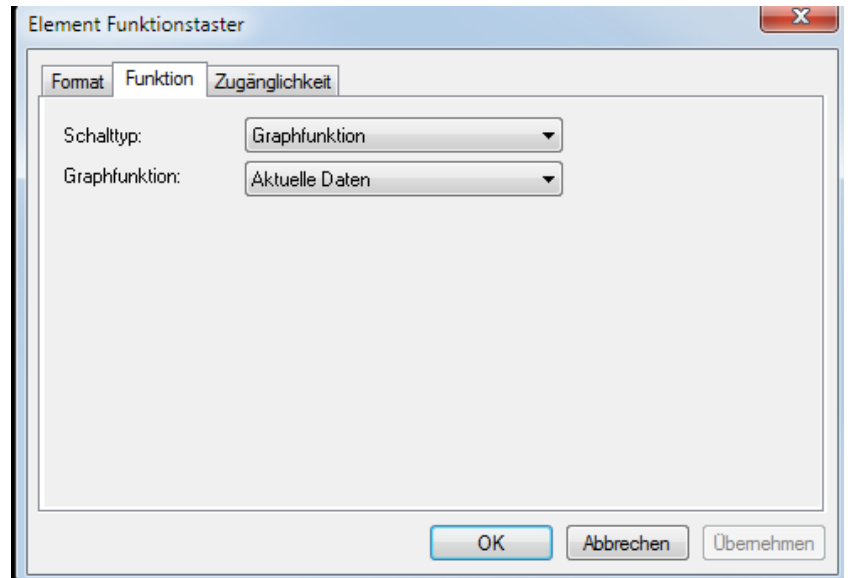 Element Funktionstaster
Format Funktion Zugänglichkeit
Schalttyp: Graphfunktion
Graphfunktion: Aktuelle Daten
OK Abbrechen Übernehmen